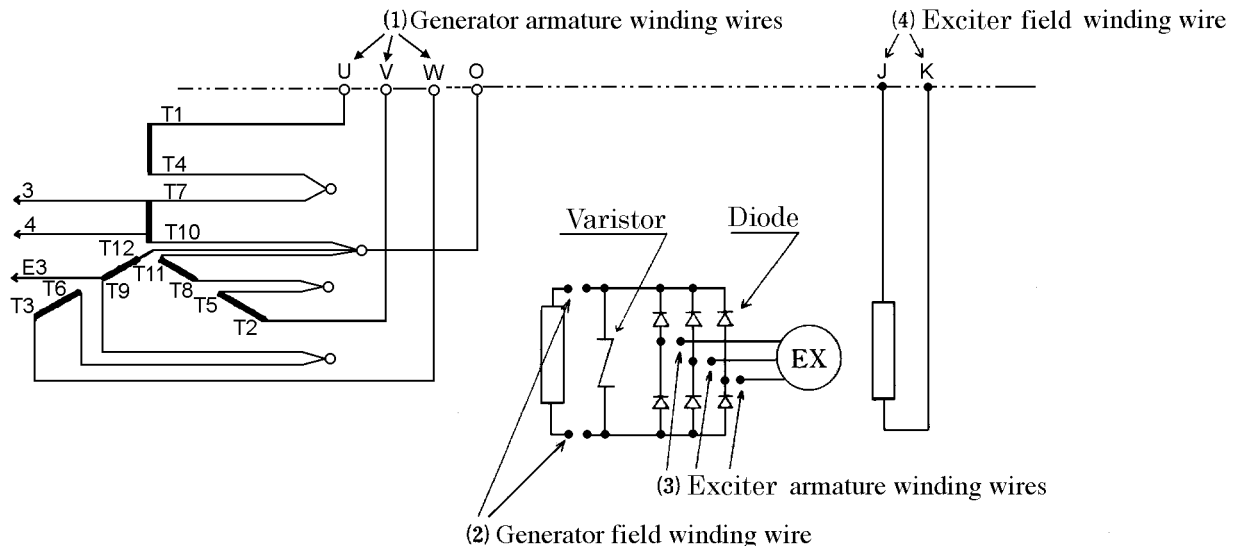 (1) Generator armature winding wires
(4) Exciter field winding wire
U V W O
J K
T1
T4
3
T7
4
T10
T12
E3
T11
T6
T9
T8
T5
T3
T2
Varistor
Diode
EX
(3) Exciter armature winding wires
(2) Generator field winding wire